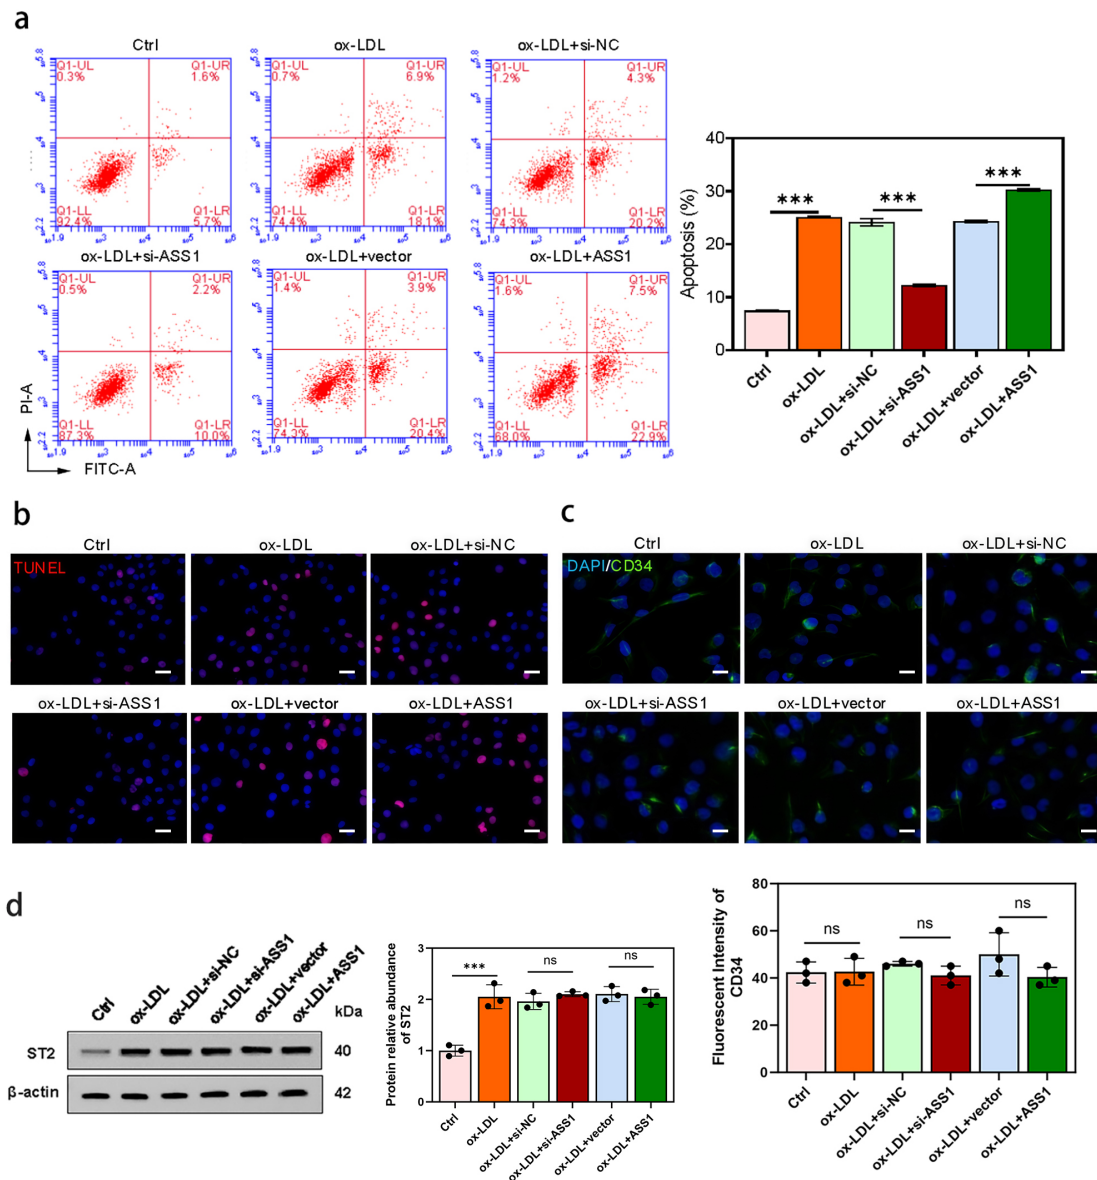 a
Ctrl
ox-LDL
ox-LDL+si-NC
Q1-UL
0.3%
Q1-UR
1.6%
Q1-LL
92.4%
Q1-LR
5.7%
Q1-UL
0.7%
Q1-UR
6.9%
Q1-LL
74.4%
Q1-LR
18.1%
Q1-UL
1.2%
Q1-UR
4.3%
Q1-LL
74.3%
Q1-LR
20.2%
ox-LDL+si-ASS1
ox-LDL+vector
ox-LDL+ASS1
Q1-UL
0.5%
Q1-UR
2.2%
Q1-LL
87.3%
Q1-LR
10.0%
Q1-UL
1.4%
Q1-UR
3.9%
Q1-LL
74.3%
Q1-LR
20.4%
Q1-UL
1.6%
Q1-UR
7.5%
Q1-LL
68.0%
Q1-LR
22.9%
PI-A
FITC-A
Apoptosis (%)
40
30
20
10
0
***
***
***
Ctrl
ox-LDL
ox-LDL+si-NC
ox-LDL+si-ASS1
ox-LDL+vector
ox-LDL+ASS1
b
Ctrl
ox-LDL
ox-LDL+si-NC
TUNEL
ox-LDL+si-ASS1
ox-LDL+vector
ox-LDL+ASS1
c
Ctrl
ox-LDL
ox-LDL+si-NC
DAPI/CD34
ox-LDL+si-ASS1
ox-LDL+vector
ox-LDL+ASS1
d
Ctrl
ox-LDL
ox-LDL+si-NC
ox-LDL+si-ASS1
ox-LDL+vector
ox-LDL+ASS1
kDa
ST2
40
β-actin
42
Protein relative abundance
of ST2
3
2
1
0
***
ns
ns
Ctrl
ox-LDL
ox-LDL+si-NC
ox-LDL+si-ASS1
ox-LDL+vector
ox-LDL+ASS1
Fluorescent Intensity of
CD34
80
60
40
20
0
ns
ns
ns
Ctrl
ox-LDL
ox-LDL+si-NC
ox-LDL+si-ASS1
ox-LDL+vector
ox-LDL+ASS1